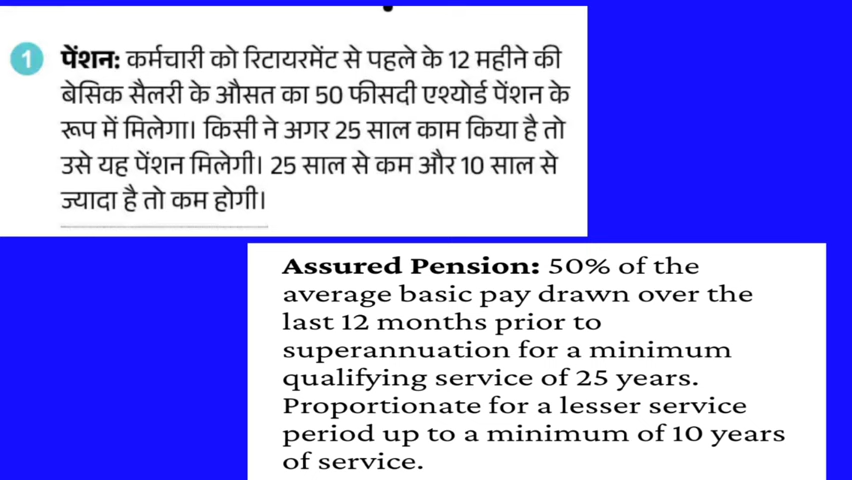 1 पेंशन: कर्मचारी को रिटायरमेंट से पहले के 12 महीने की
बेसिक सैलरी के औसत का 50 फीसदी एश्योर्ड पेंशन के
रूप में मिलेगा। किसी ने अगर 25 साल काम किया है तो
उसे यह पेंशन मिलेगी। 25 साल से कम और 10 साल से
ज्यादा है तो कम होगी।
Assured Pension: 50% of the
average basic pay drawn over the
last 12 months prior to
superannuation for a minimum
qualifying service of 25 years.
Proportionate for a lesser service
period up to a minimum of 10 years
of service.